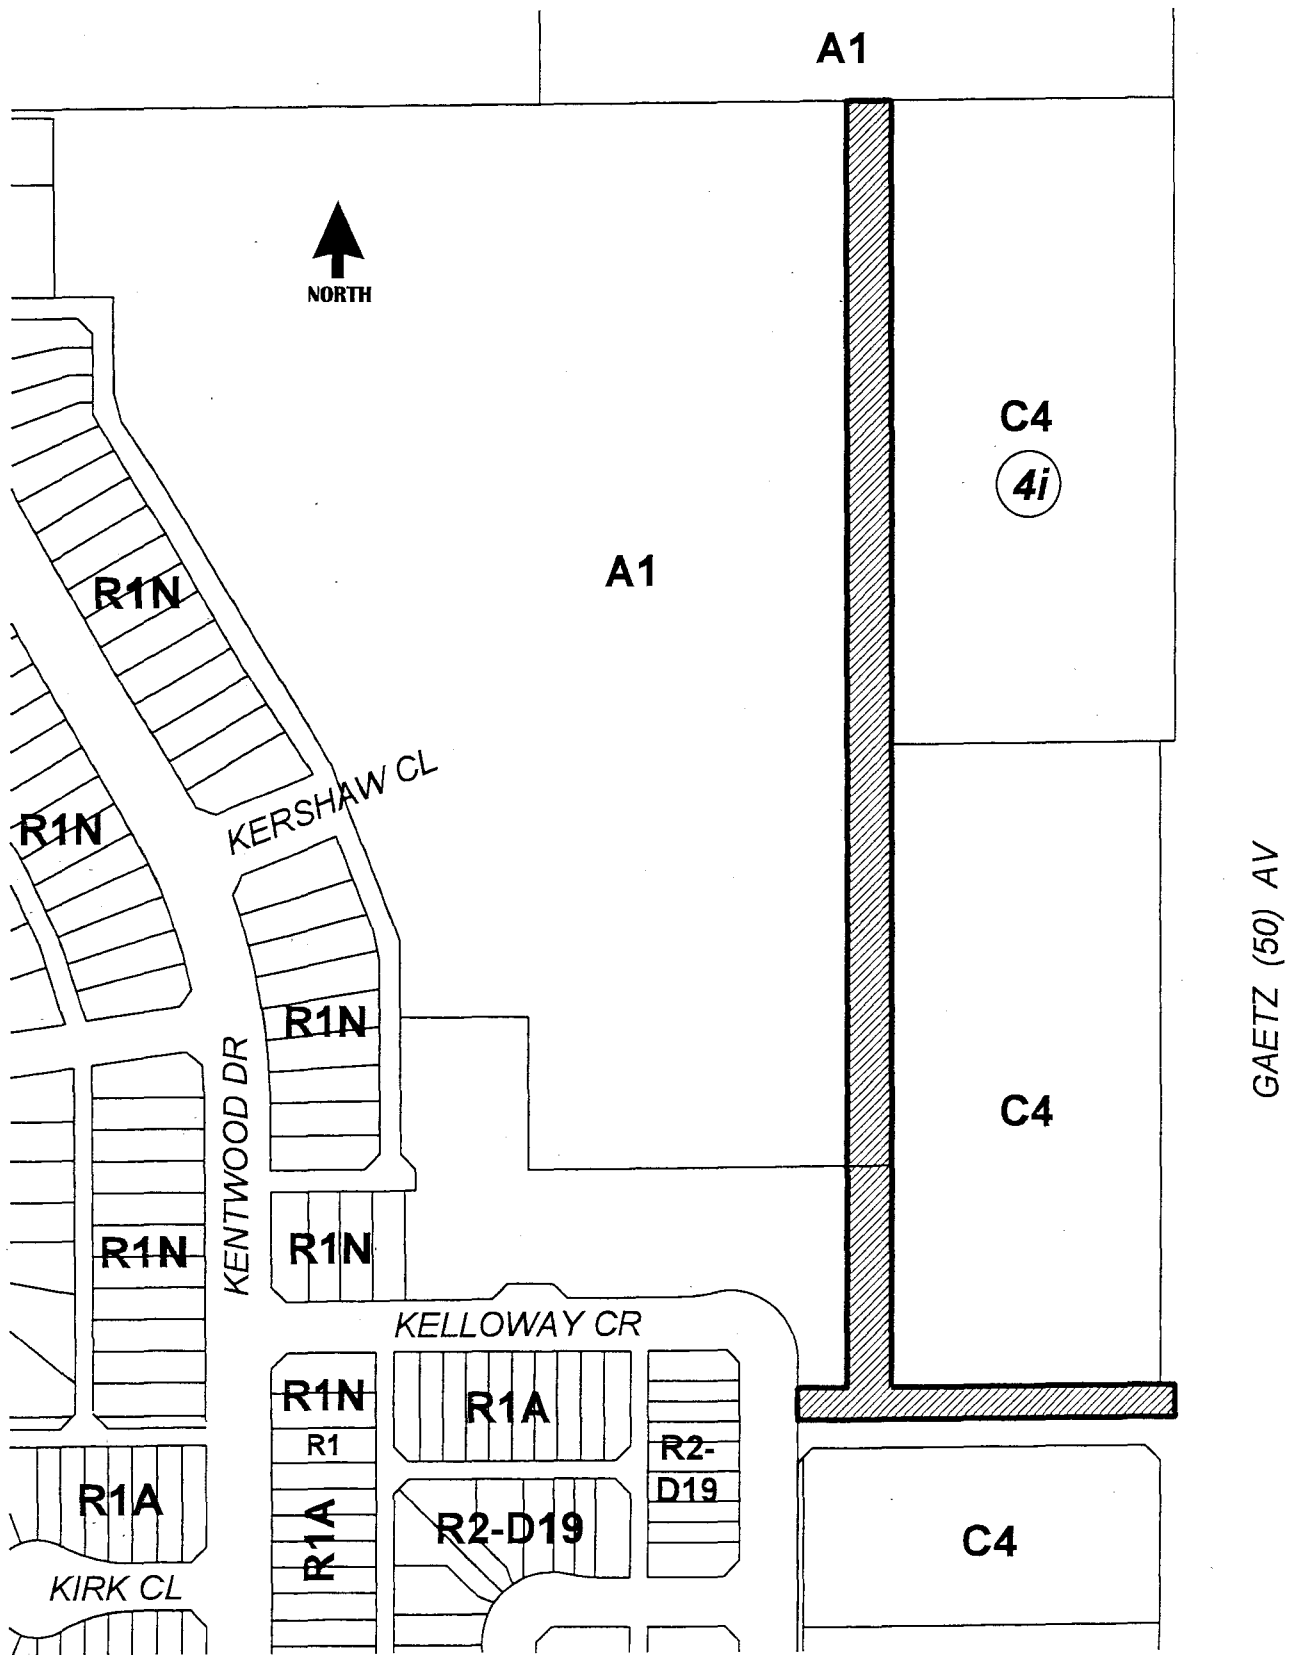 A1
NORTH
C4
4i
A1
R1N
KERSHAW CL
R1N
GAETZ (50) AV
R1N
KENTWOOD DR
C4
R1N
R1N
KELLOWAY CR
R1N
R1A
R1
R2-
D19
R1A
R1A
R2-D19
C4
KIRK CL